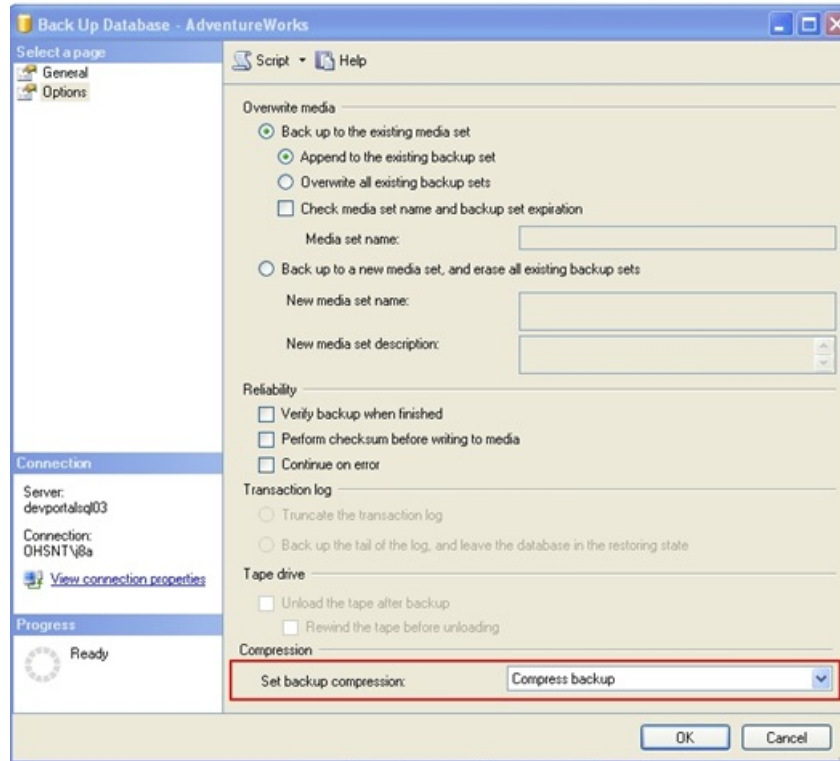 Back Up Database - AdventureWorks
Select a page
General
Options
Script
Help
Overwrite media
Back up to the existing media set
Append to the existing backup set
Overwrite all existing backup sets
Check media set name and backup set expiration
Media set name:
Back up to a new media set, and erase all existing backup sets
New media set name:
New media set description:
Reliability
Verify backup when finished
Perform checksum before writing to media
Continue on error
Transaction log
Truncate the transaction log
Back up the tail of the log, and leave the database in the restoring state
Tape drive
Unload the tape after backup
Rewind the tape before unloading
Compression
Set backup compression: Compress backup
Connection
Server:
devportalsql03
Connection:
OHSNT\j8a
View connection properties
Progress
Ready
OK Cancel